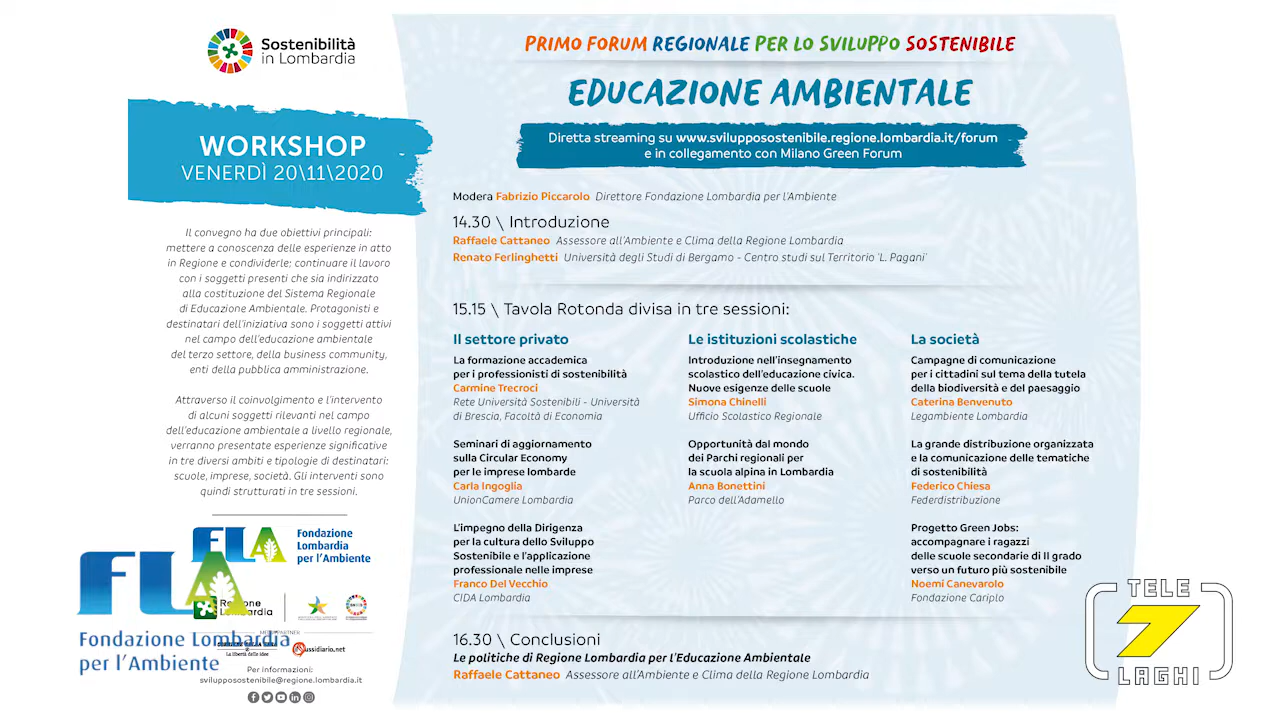 Sostenibilità
in Lombardia
WORKSHOP
VENERDÌ 20\11\2020
Il convegno ha due obiettivi principali:
mettere a conoscenza delle esperienze in atto
in Regione e condividerle; continuare il lavoro
con i soggetti presenti che sia indirizzato
alla costituzione del Sistema Regionale
di Educazione Ambientale. Protagonisti e
destinatari dell'iniziativa sono i soggetti attivi
nel campo dell'educazione ambientale
del terzo settore, della business community,
enti della pubblica amministrazione.
Attraverso il coinvolgimento e l'intervento
di alcuni soggetti rilevanti nel campo
dell'educazione ambientale a livello regionale,
verranno presentate esperienze significative
in tre diversi ambiti e tipologie di destinatari:
scuole, imprese, società. Gli interventi sono
quindi strutturati in tre sessioni.
FLA
Fondazione
Lombardia
per l'Ambiente
FLA
Fondazione Lombardia
per l'Ambiente
Regione
Lombardia
MEDIA PARTNER
La libertà delle idee
ilsussidiario.net
Per Informazioni:
svilupposostenibile@regione.lombardia.it
PRIMO FORUM REGIONALE PER LO SVILUPPO SOSTENIBILE
EDUCAZIONE AMBIENTALE
Diretta streaming su www.svilupposostenibile.regione.lombardia.it/forum
e in collegamento con Milano Green Forum
Modera Fabrizio Piccarolo Direttore Fondazione Lombardia per l'Ambiente
14.30 \ Introduzione
Raffaele Cattaneo Assessore all'Ambiente e Clima della Regione Lombardia
Renato Ferlinghetti Università degli Studi di Bergamo - Centro studi sul Territorio 'L. Pagani'
15.15 \ Tavola Rotonda divisa in tre sessioni:
Il settore privato
La formazione accademica
per i professionisti di sostenibilità
Carmine Trecroci
Rete Università Sostenibili - Università
di Brescia, Facoltà di Economia
Seminari di aggiornamento
sulla Circular Economy
per le imprese lombarde
Carla Ingoglia
UnionCamere Lombardia
L'impegno della Dirigenza
per la cultura dello Sviluppo
Sostenibile e l'applicazione
professionale nelle imprese
Franco Del Vecchio
CIDA Lombardia
Le istituzioni scolastiche
Introduzione nell'insegnamento
scolastico dell'educazione civica.
Nuove esigenze delle scuole
Simona Chinelli
Ufficio Scolastico Regionale
Opportunità dal mondo
dei Parchi regionali per
la scuola alpina in Lombardia
Anna Bonettini
Parco dell'Adamello
La società
Campagne di comunicazione
per i cittadini sul tema della tutela
della biodiversità e del paesaggio
Caterina Benvenuto
Legambiente Lombardia
La grande distribuzione organizzata
e la comunicazione delle tematiche
di sostenibilità
Federico Chiesa
Federdistribuzione
Progetto Green Jobs:
accompagnare i ragazzi
delle scuole secondarie di II grado
verso un futuro più sostenibile
Noemi Canevarolo
Fondazione Cariplo
16.30 \ Conclusioni
Le politiche di Regione Lombardia per l'Educazione Ambientale
Raffaele Cattaneo Assessore all'Ambiente e Clima della Regione Lombardia
TELE
7
LAGHI